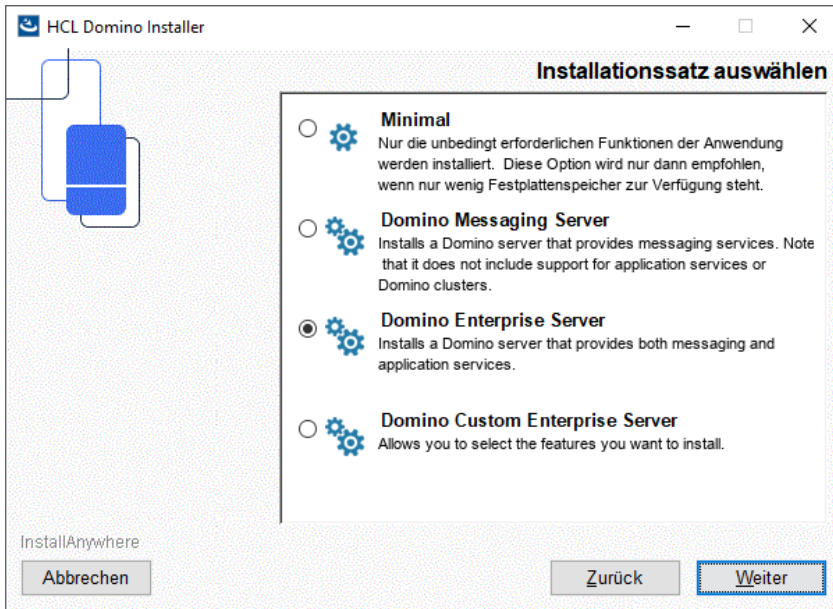 HCL Domino Installer
Installationssatz auswählen
Minimal
Nur die unbedingt erforderlichen Funktionen der Anwendung
werden installiert. Diese Option wird nur dann empfohlen,
wenn nur wenig Festplattenspeicher zur Verfügung steht.
Domino Messaging Server
Installs a Domino server that provides messaging services. Note
that it does not include support for application services or
Domino clusters.
Domino Enterprise Server
Installs a Domino server that provides both messaging and
application services.
Domino Custom Enterprise Server
Allows you to select the features you want to install.
InstallAnywhere
Abbrechen
Zurück
Weiter